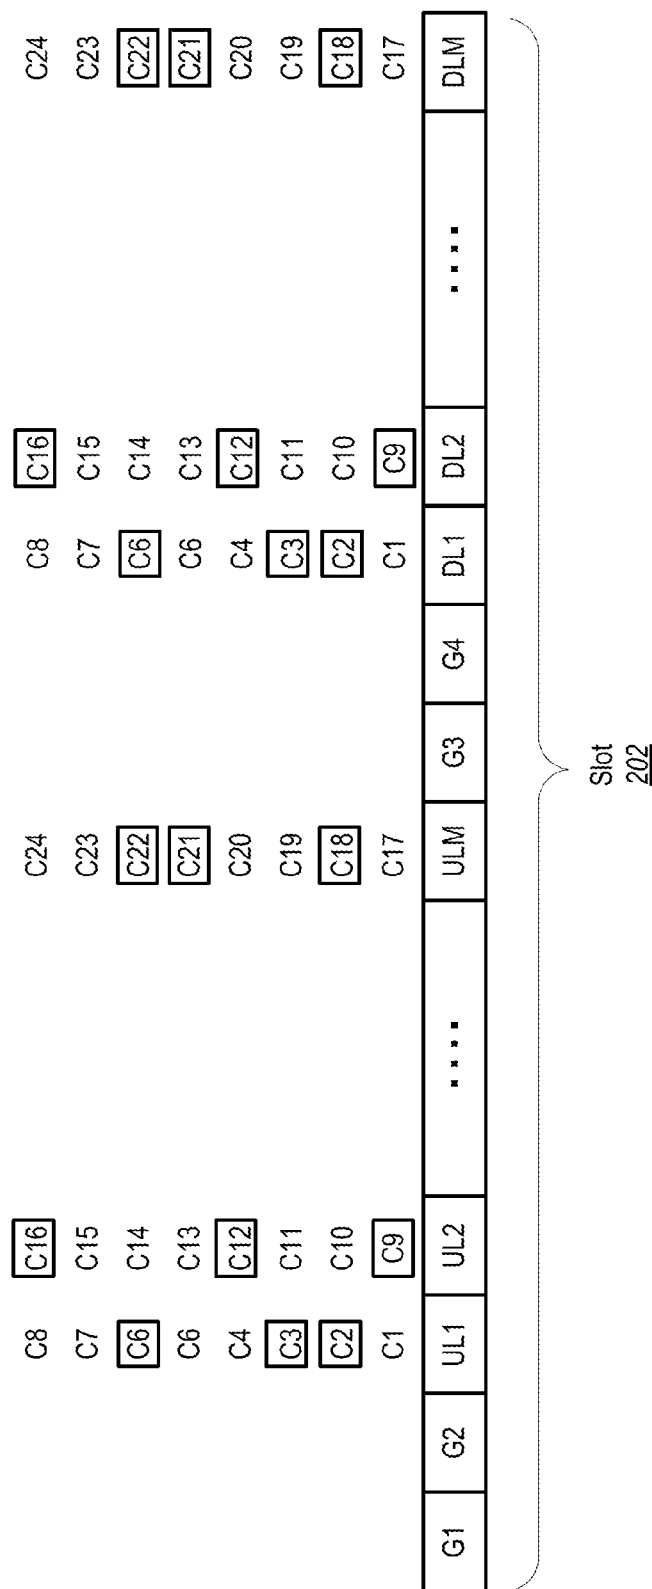 C8 C16 C24 C8 C16 C24
C7 C15 C23 C7 C15 C23
C6 C14 C22 C6 C14 C22
C6 C13 C21 C6 C13 C21
C4 C12 C20 C4 C12 C20
C3 C11 C19 C3 C11 C19
C2 C10 C18 C2 C10 C18
C1 C9 C17 C1 C9 C17
G1 G2 UL1 UL2 .... ULM G3 G4 DL1 DL2 .... DLM
Slot
202